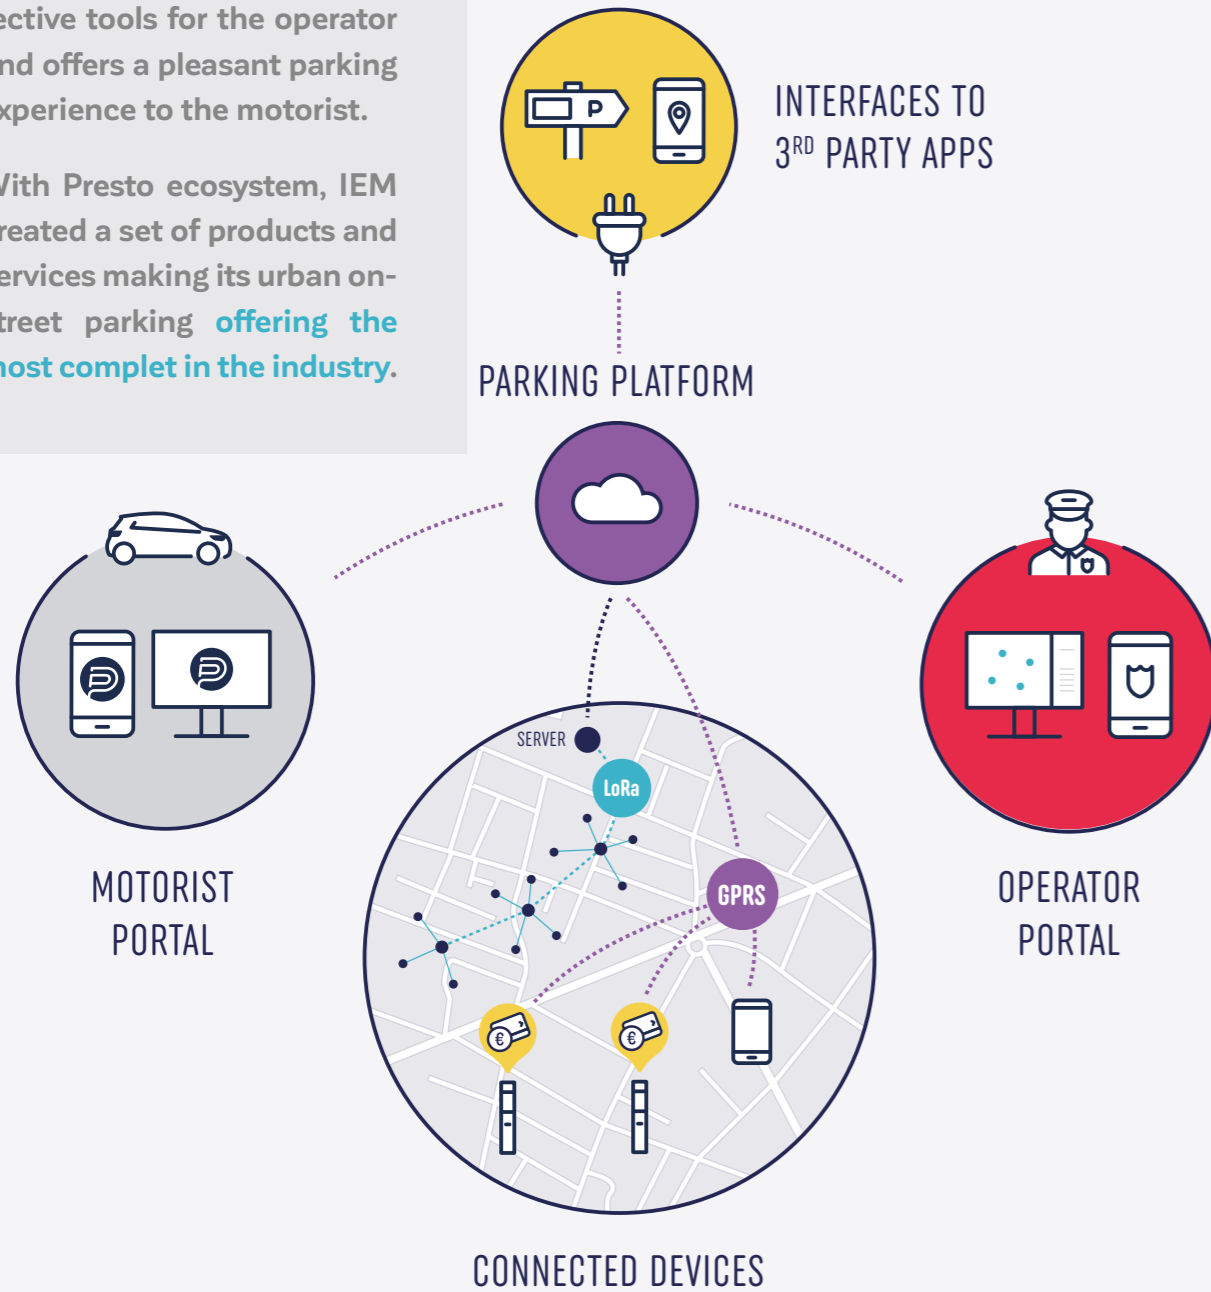 ective tools for the operator
nd offers a pleasant parking
xperience to the motorist.
With Presto ecosystem, IEM
reated a set of products and
ervices making its urban on-
treet parking offering the
most complet in the industry.
INTERFACES TO
3RD PARTY APPS
P
PARKING PLATFORM
MOTORIST
PORTAL
SERVER
LoRa
GPRS
€
€
OPERATOR
PORTAL
CONNECTED DEVICES